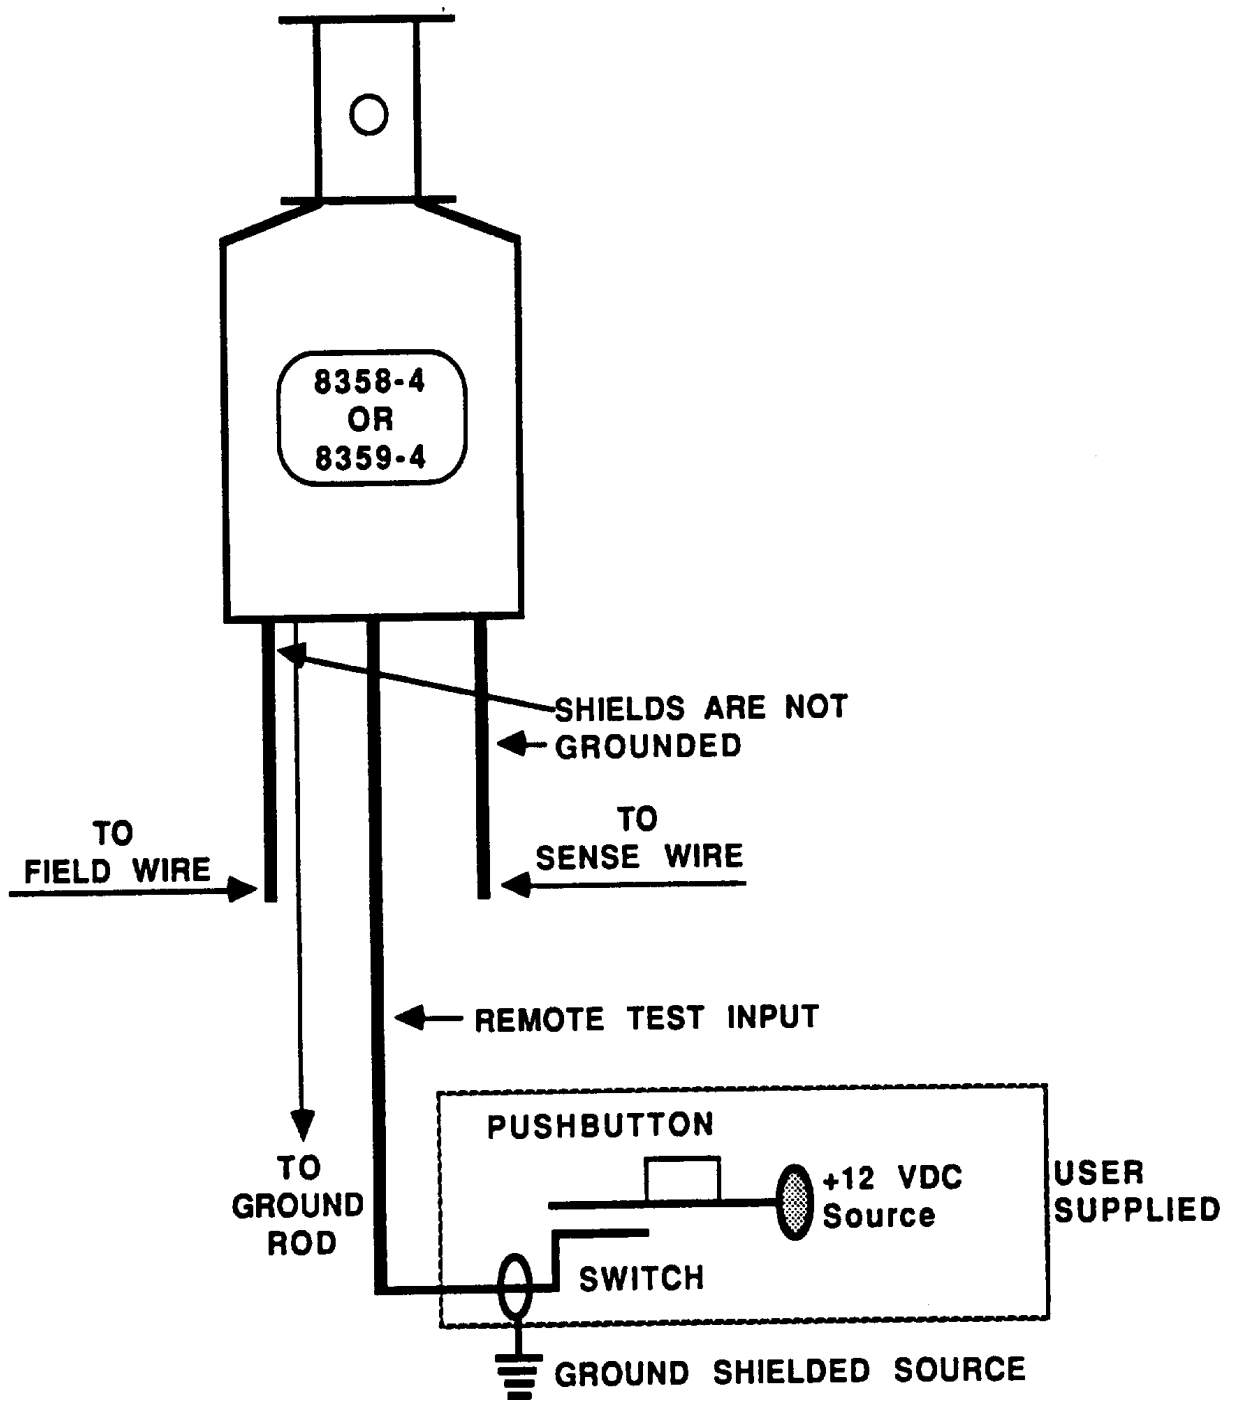 8358-4
OR
8359-4
SHIELDS ARE NOT
GROUNDED
TO
FIELD WIRE
TO
SENSE WIRE
REMOTE TEST INPUT
TO
GROUND
ROD
PUSHBUTTON
+12 VDC
Source
SWITCH
USER
SUPPLIED
GROUND SHIELDED SOURCE